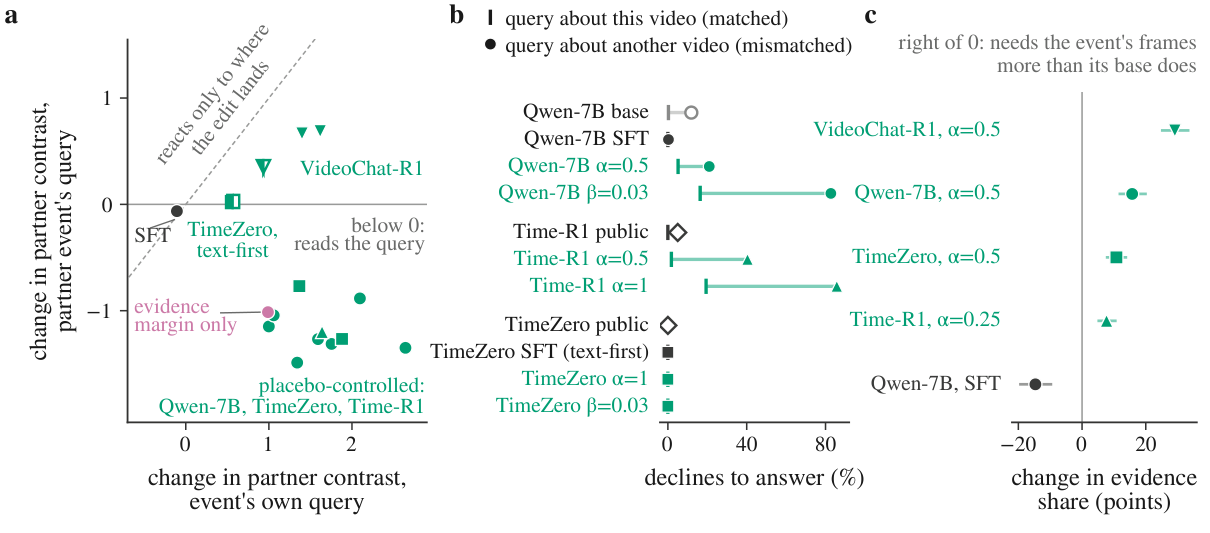 a
change in partner contrast,
partner event's query
1
0
−1
reacts only to where
the edit lands
VideoChat-R1
SFT
TimeZero,
text-first
below 0:
reads the query
evidence
margin only
placebo-controlled:
Qwen-7B, TimeZero, Time-R1
0
1
2
change in partner contrast,
event's own query
b
query about this video (matched)
query about another video (mismatched)
Qwen-7B base
Qwen-7B SFT
Qwen-7B α=0.5
Qwen-7B β=0.03
Time-R1 public
Time-R1 α=0.5
Time-R1 α=1
TimeZero public
TimeZero SFT (text-first)
TimeZero α=1
TimeZero β=0.03
0
40
80
declines to answer (%)
c
right of 0: needs the event's frames
more than its base does
VideoChat-R1, α=0.5
Qwen-7B, α=0.5
TimeZero, α=0.5
Time-R1, α=0.25
Qwen-7B, SFT
−20
0
20
change in evidence
share (points)